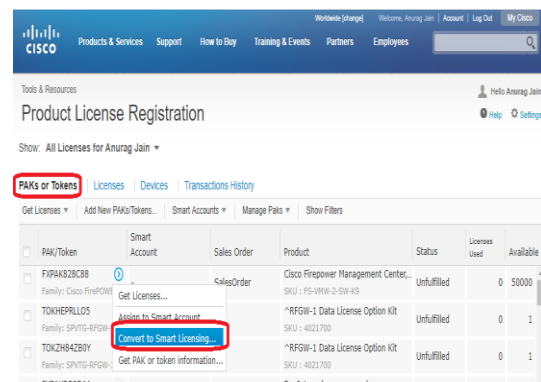 Worldwide [change] Welcome, Anurag Jain | Account | Log Out My Cisco
CISCO Products & Services Support How to Buy Training & Events Partners Employees
Tools & Resources
Hello Anurag Jain
Product License Registration
Help Settings
Show: All Licenses for Anurag Jain
PAKs or Tokens | Licenses | Devices | Transactions History
Get Licenses Add New PAKs/Tokens... Smart Accounts Manage Paks Show Filters
PAK/Token Smart Account Sales Order Product Status Licenses Used Available
FXPAKB28C88 - SalesOrder Cisco Firepower Management Center,... Unfulfilled 0 50000
Family: Cisco FirePOWE SKU : FS-VMW-2-SW-K9
Get Licenses...
TOKHEPRLLO5 Assign to Smart Account ^RFGW-1 Data License Option Kit Unfulfilled 0 1
Family: SPVTG-RFGW- SKU : 4021700
Convert to Smart Licensing...
TOKZH84ZB0Y ^RFGW-1 Data License Option Kit Unfulfilled 0 1
Get PAK or token information...
Family: SPVTG-RFGW- SKU : 4021700